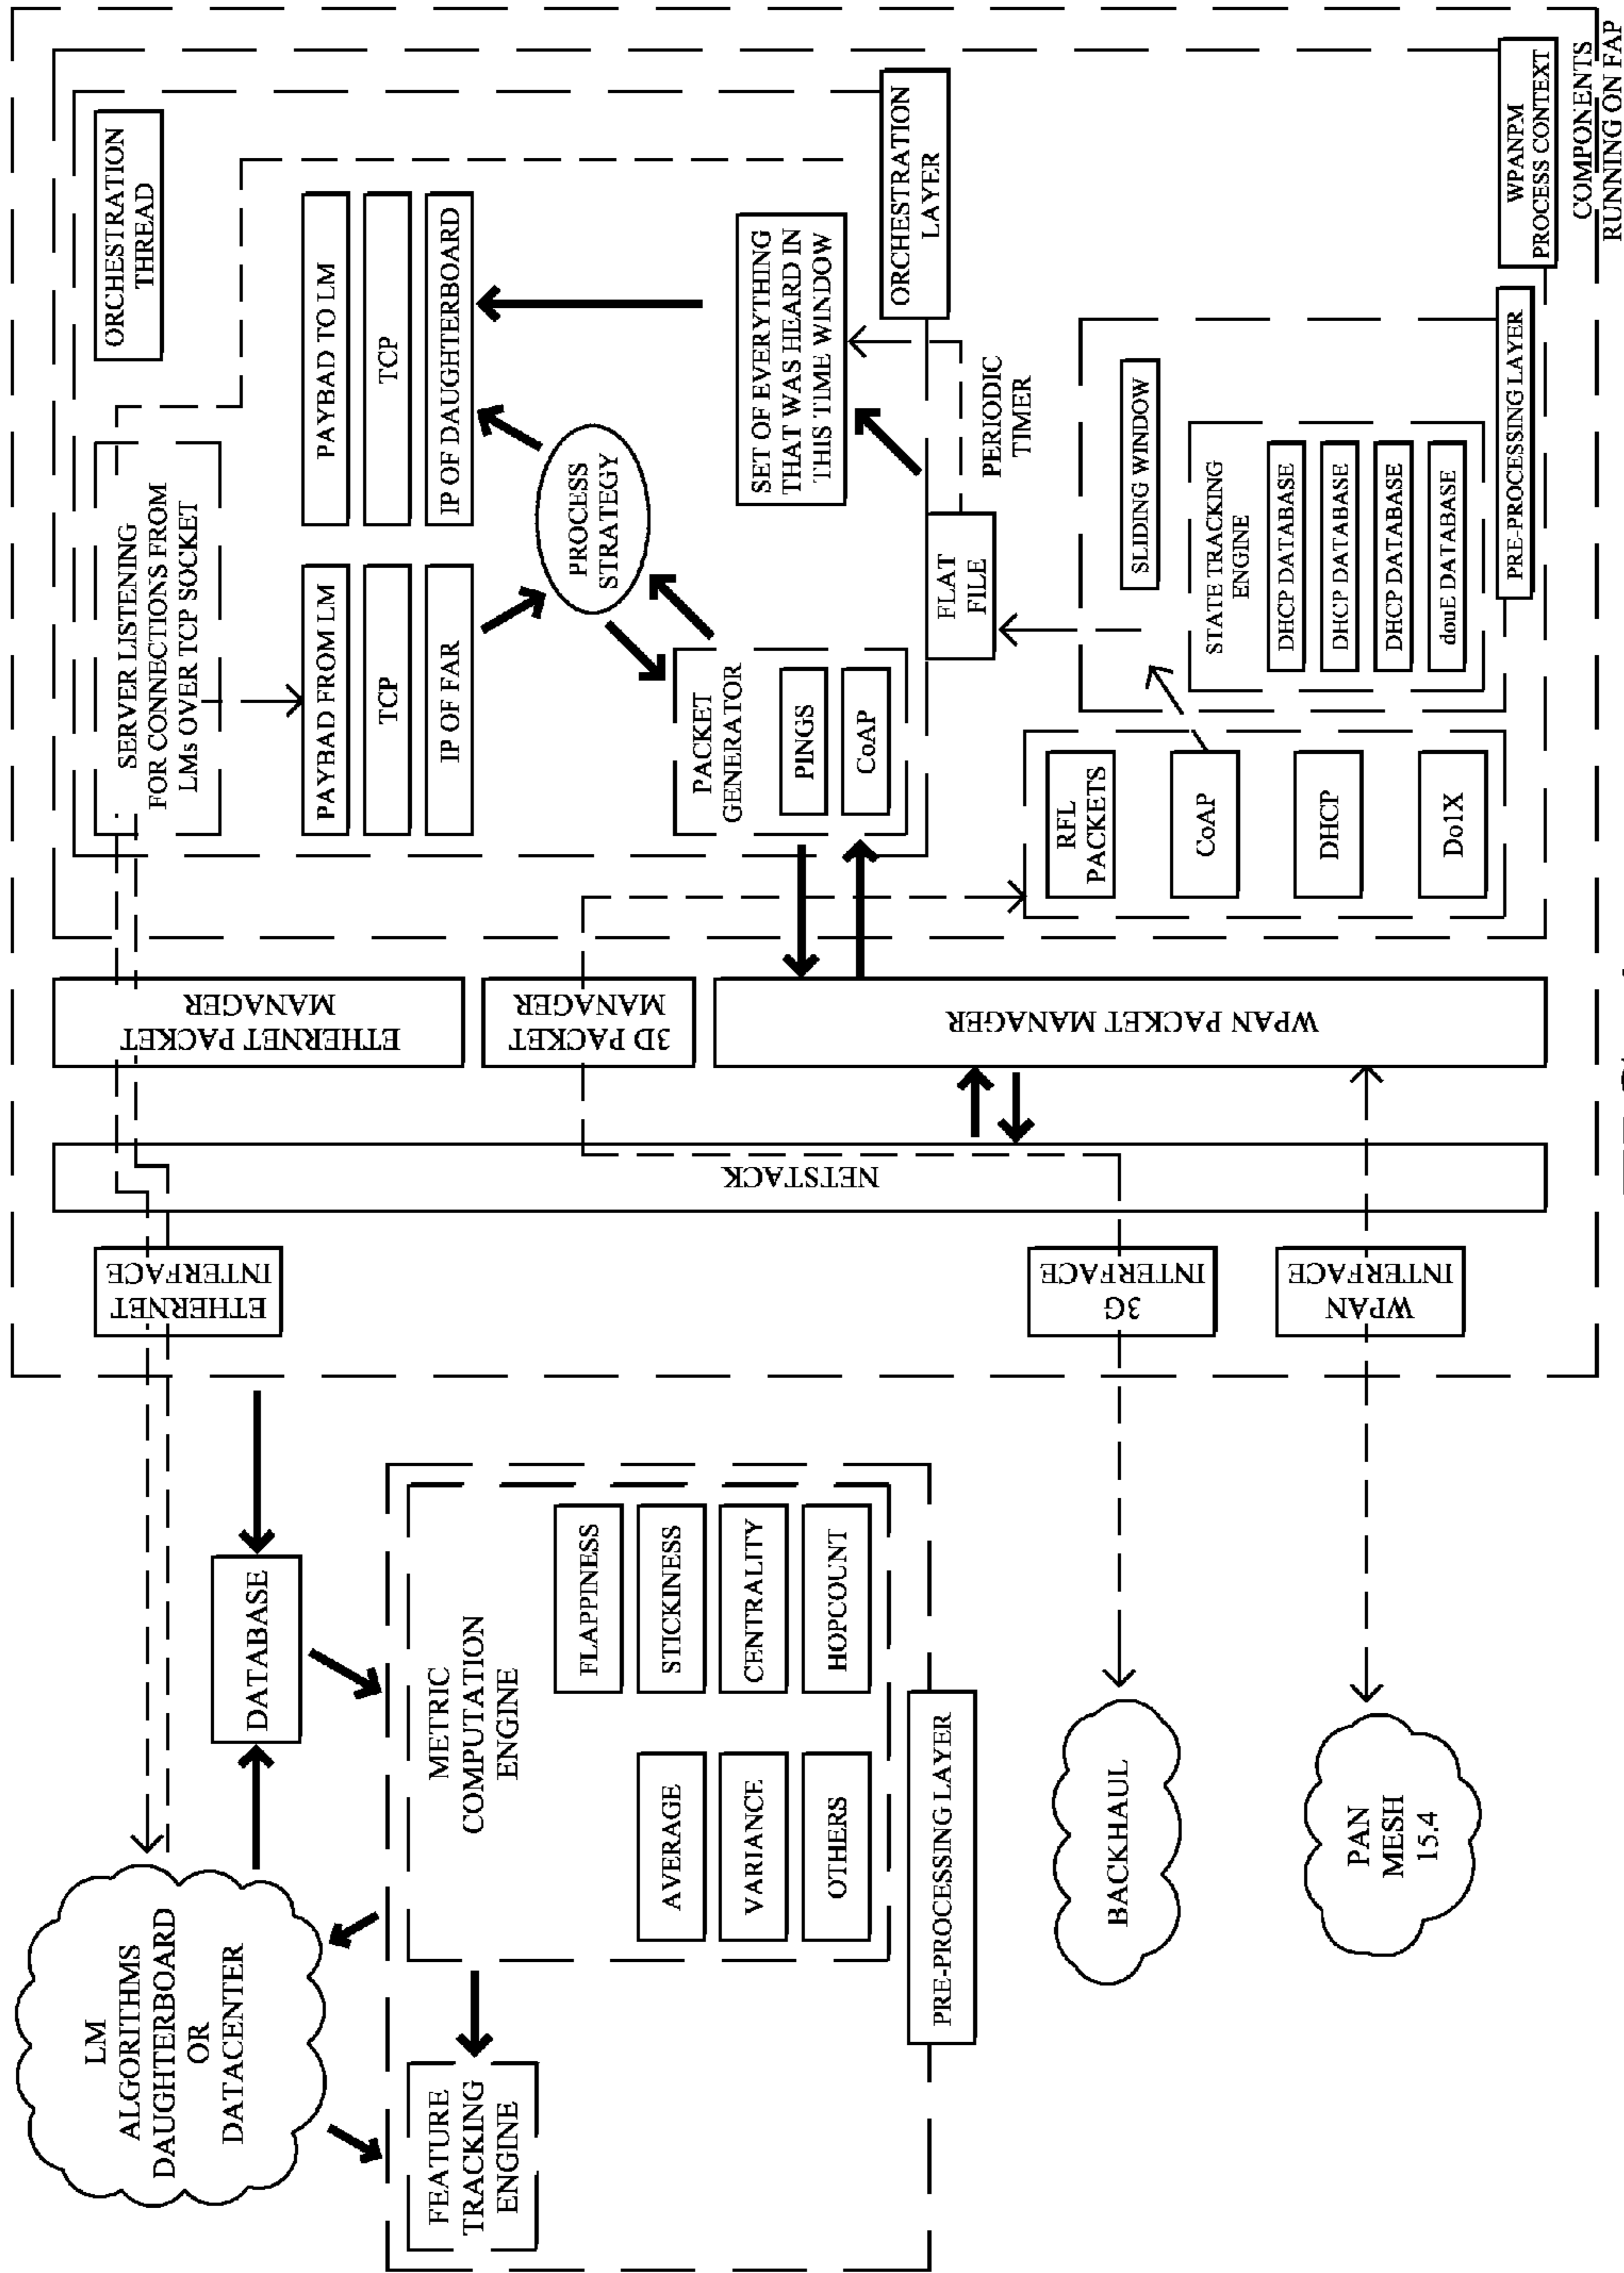 LM
ALGORITHMS
DAUGHTERBOARD
OR
DATACENTER
DATABASE
FEATURE
TRACKING
ENGINE
METRIC
COMPUTATION
ENGINE
AVERAGE
VARIANCE
OTHERS
FLAPPINESS
STICKINESS
CENTRALITY
HOPCOUNT
PRE-PROCESSING LAYER
BACKHAUL
PAN
MESH
15.4
ETHERNET
INTERFACE
3G
INTERFACE
WPAN
INTERFACE
NETSTACK
ETHERNET PACKET
MANAGER
3D PACKET
MANAGER
WPAN PACKET MANAGER
SERVER LISTENING
FOR CONNECTIONS FROM
LMs OVER TCP SOCKET
ORCHESTRATION
THREAD
PAYBAD FROM LM
TCP
IP OF FAR
PAYBAD TO LM
TCP
IP OF DAUGHTERBOARD
PROCESS
STRATEGY
PACKET
GENERATOR
PINGS
CoAP
SET OF EVERYTHING
THAT WAS HEARD IN
THIS TIME WINDOW
ORCHESTRATION
LAYER
FLAT
FILE
PERIODIC
TIMER
RFL
PACKETS
CoAP
DHCP
Do1X
SLIDING WINDOW
STATE TRACKING
ENGINE
DHCP DATABASE
DHCP DATABASE
DHCP DATABASE
douE DATABASE
PRE-PROCESSING LAYER
WPANPM
PROCESS CONTEXT
COMPONENTS
RUNNING ON FAP